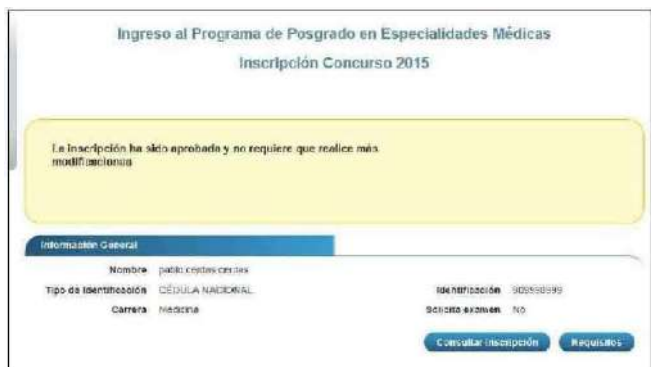 Ingreso al Programa de Posgrado en Especialidades Médicas
Inscripción Concurso 2015
La inscripción ha sido aprobada y no requiere que realice más
modificaciones
Información General
Nombre pablo
Tipo de Identificación CÉDULA NACIONAL Identificación
Carrera Medicina Solicita examen No
Consultar inscripción Requisitos